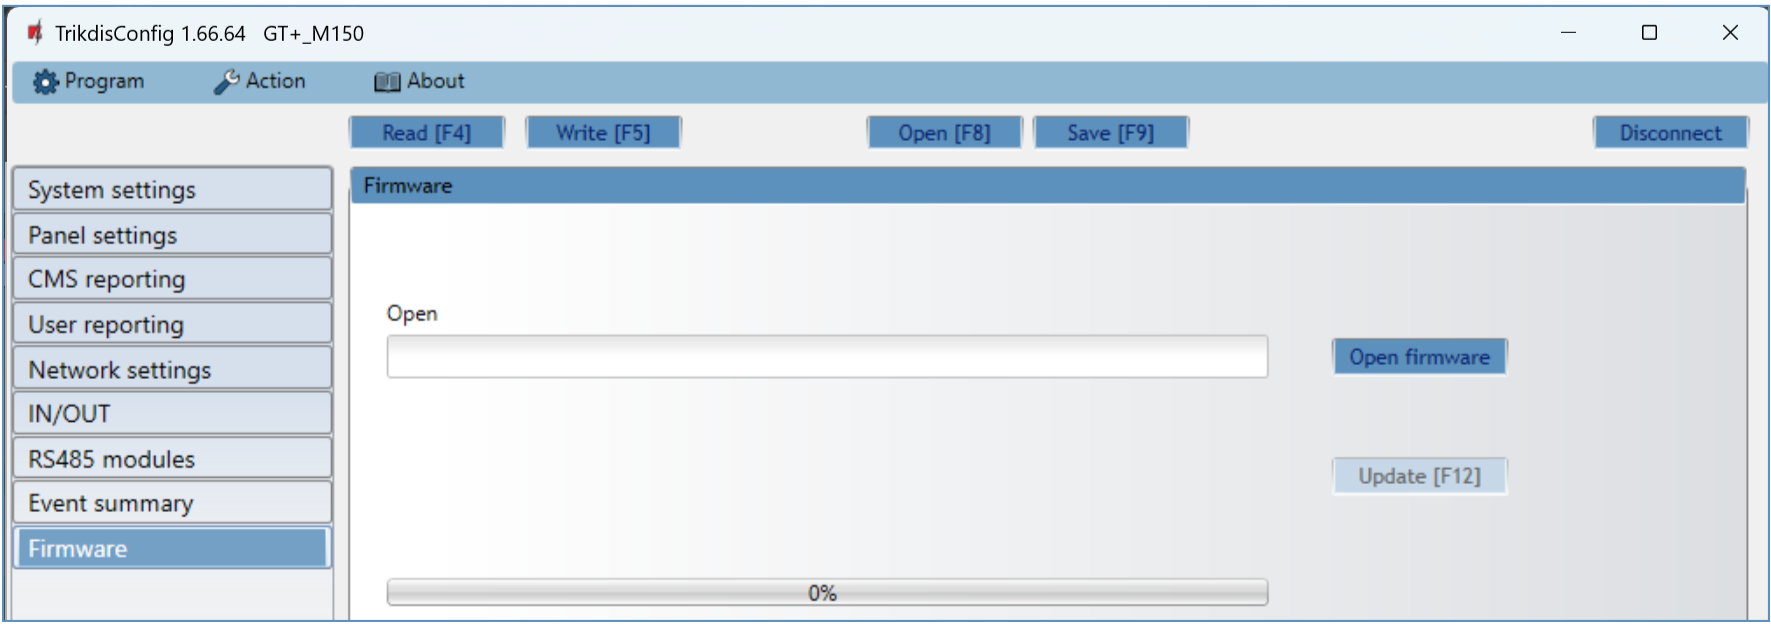 TrikdisConfig 1.66.64 GT+_M150
Program Action About
Read [F4] Write [F5] Open [F8] Save [F9] Disconnect
System settings
Panel settings
CMS reporting
User reporting
Network settings
IN/OUT
RS485 modules
Event summary
Firmware
Firmware
Open
Open firmware
Update [F12]
0%